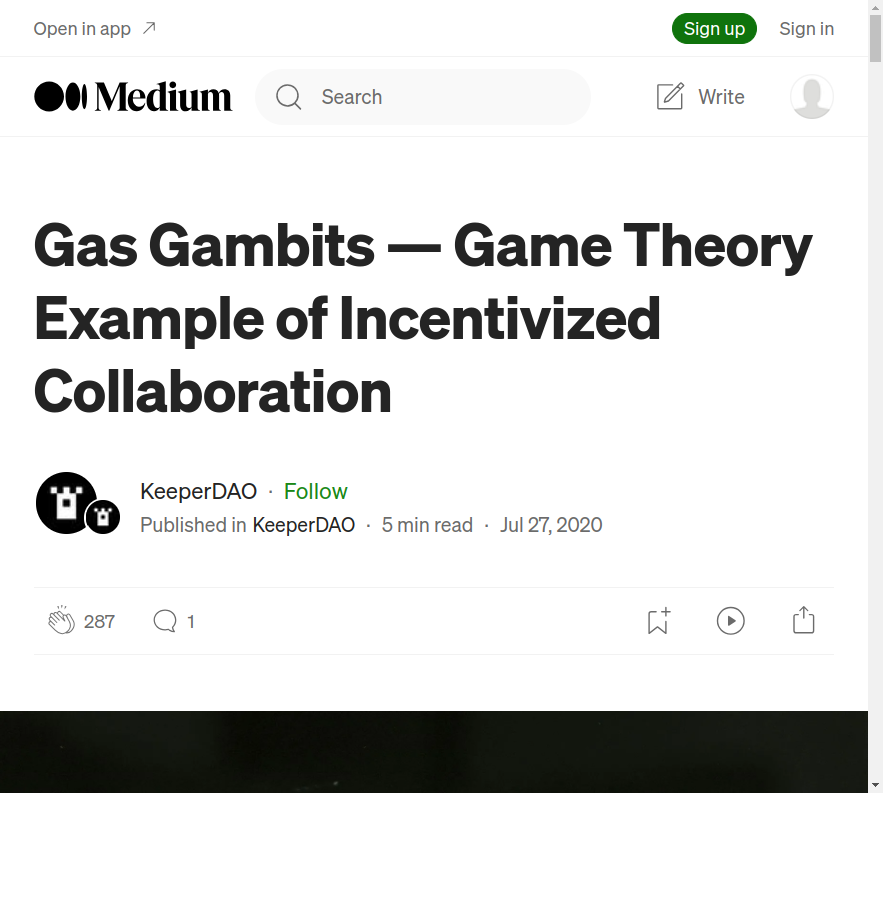 Open in app
Sign up
Sign in
Medium
Search
Write
Gas Gambits — Game Theory
Example of Incentivized
Collaboration
KeeperDAO · Follow
Published in KeeperDAO · 5 min read · Jul 27, 2020
287
1